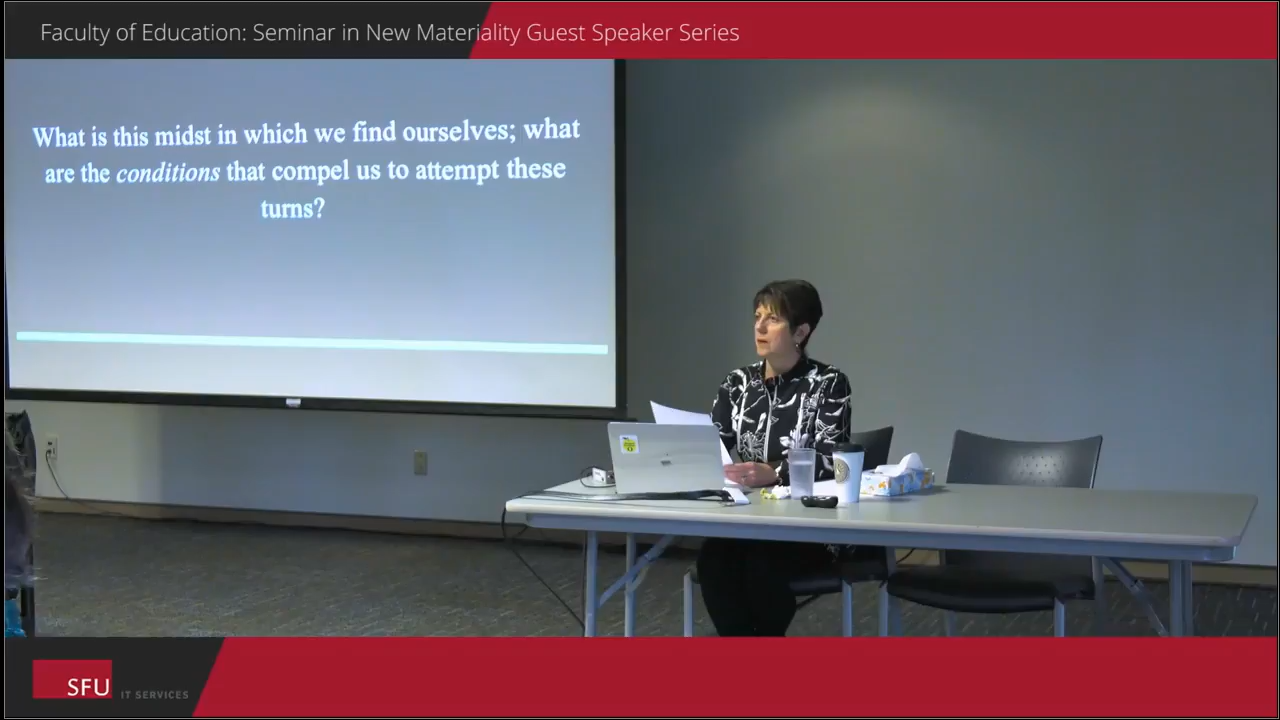 Faculty of Education: Seminar in New Materiality Guest Speaker Series
What is this midst in which we find ourselves; what
are the conditions that compel us to attempt these
turns?
SFU
IT SERVICES